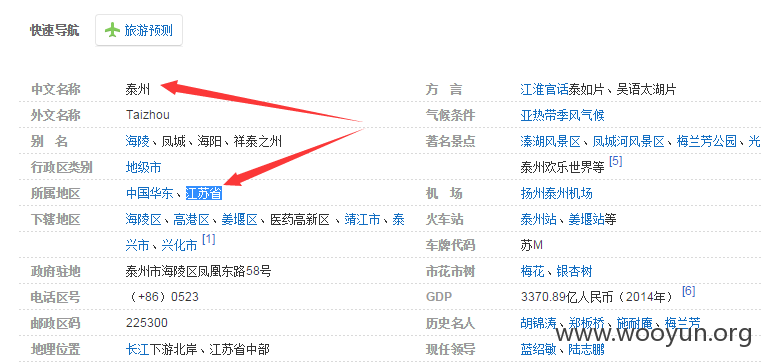 快速导航 旅游预测
中文名称 泰州 方 言 江淮官话泰如片、吴语太湖片
外文名称 Taizhou 气候条件 亚热带季风气候
别 名 海陵、凤城、海阳、祥泰之州 著名景点 溱湖风景区、凤城河风景区、梅兰芳公园、光
行政区类别 地级市 泰州欢乐世界等 [5]
所属地区 中国华东、江苏省 机 场 扬州泰州机场
下辖地区 海陵区、高港区、姜堰区、医药高新区、靖江市、泰 火车站 泰州站、姜堰站等
兴市、兴化市 [1] 车牌代码 苏M
政府驻地 泰州市海陵区凤凰东路58号 市花市树 梅花、银杏树
电话区号 （+86）0523 GDP 3370.89亿人民币（2014年） [6]
邮政区码 225300 历史名人 胡锦涛、郑板桥、施耐庵、梅兰芳
地理位置 长江下游北岸、江苏省中部 现任领导 蓝绍敏、陆志鹏
www.wooyun.org